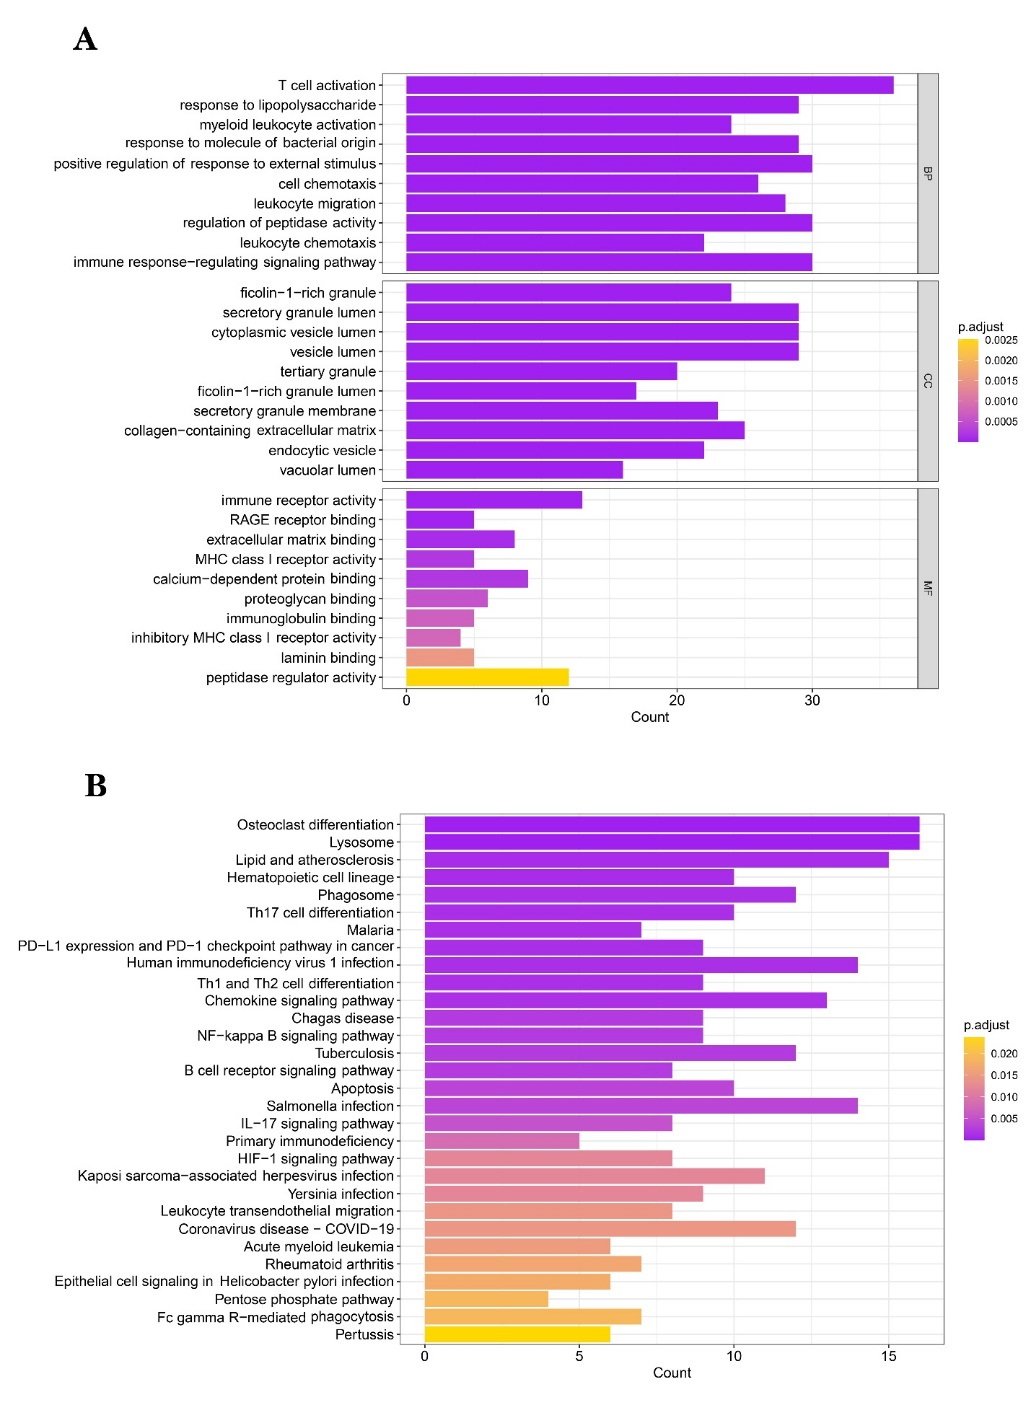 A
T cell activation
response to lipopolysaccharide
myeloid leukocyte activation
response to molecule of bacterial origin
positive regulation of response to external stimulus
cell chemotaxis
leukocyte migration
regulation of peptidase activity
leukocyte chemotaxis
immune response−regulating signaling pathway
BP
ficolin−1−rich granule
secretory granule lumen
cytoplasmic vesicle lumen
vesicle lumen
tertiary granule
ficolin−1−rich granule lumen
secretory granule membrane
collagen−containing extracellular matrix
endocytic vesicle
vacuolar lumen
CC
immune receptor activity
RAGE receptor binding
extracellular matrix binding
MHC class I receptor activity
calcium−dependent protein binding
proteoglycan binding
immunoglobulin binding
inhibitory MHC class I receptor activity
laminin binding
peptidase regulator activity
MF
0 10 20 30
Count
p.adjust
0.0025
0.0020
0.0015
0.0010
0.0005
B
Osteoclast differentiation
Lysosome
Lipid and atherosclerosis
Hematopoietic cell lineage
Phagosome
Th17 cell differentiation
Malaria
PD−L1 expression and PD−1 checkpoint pathway in cancer
Human immunodeficiency virus 1 infection
Th1 and Th2 cell differentiation
Chemokine signaling pathway
Chagas disease
NF−kappa B signaling pathway
Tuberculosis
B cell receptor signaling pathway
Apoptosis
Salmonella infection
IL−17 signaling pathway
Primary immunodeficiency
HIF−1 signaling pathway
Kaposi sarcoma−associated herpesvirus infection
Yersinia infection
Leukocyte transendothelial migration
Coronavirus disease − COVID−19
Acute myeloid leukemia
Rheumatoid arthritis
Epithelial cell signaling in Helicobacter pylori infection
Pentose phosphate pathway
Fc gamma R−mediated phagocytosis
Pertussis
0 5 10 15
Count
p.adjust
0.020
0.015
0.010
0.005